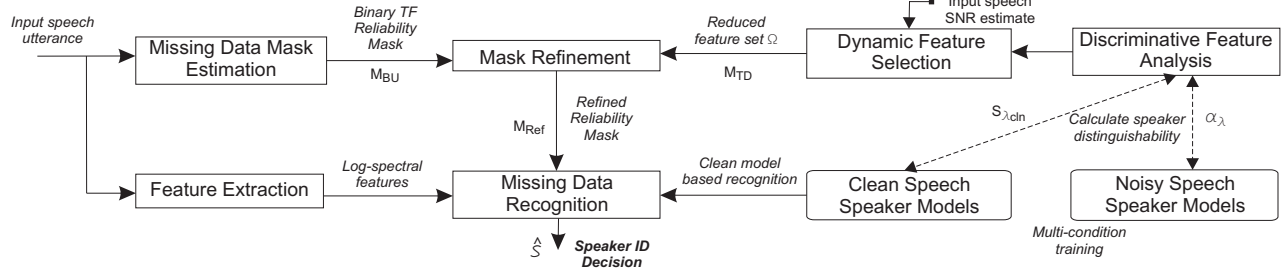 Input speech
utterance
Missing Data Mask
Estimation
Binary TF
Reliability
Mask
M_BU
Mask Refinement
Reduced
feature set Ω
M_TD
Input speech
SNR estimate
Dynamic Feature
Selection
Discriminative Feature
Analysis
M_Ref
Refined
Reliability
Mask
S_λcln
Calculate speaker
distinguishability
α_λ
Feature Extraction
Log-spectral
features
Missing Data
Recognition
Clean model
based recognition
Clean Speech
Speaker Models
Noisy Speech
Speaker Models
Multi-condition
training
Ŝ
Speaker ID
Decision